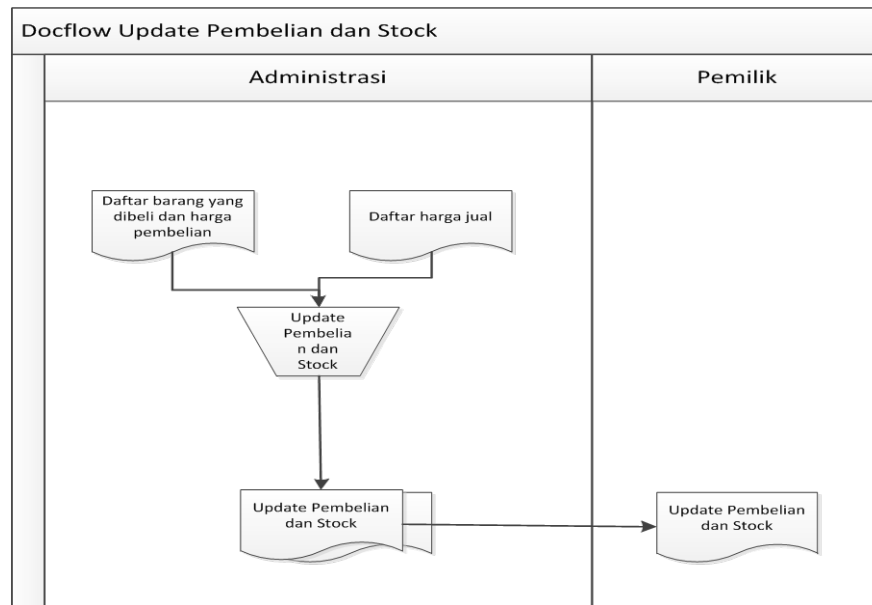 Docflow Update Pembelian dan Stock
Administrasi
Pemilik
Daftar barang yang
dibeli dan harga
pembelian
Daftar harga jual
Update
Pembelia
n dan
Stock
Update Pembelian
dan Stock
Update Pembelian
dan Stock